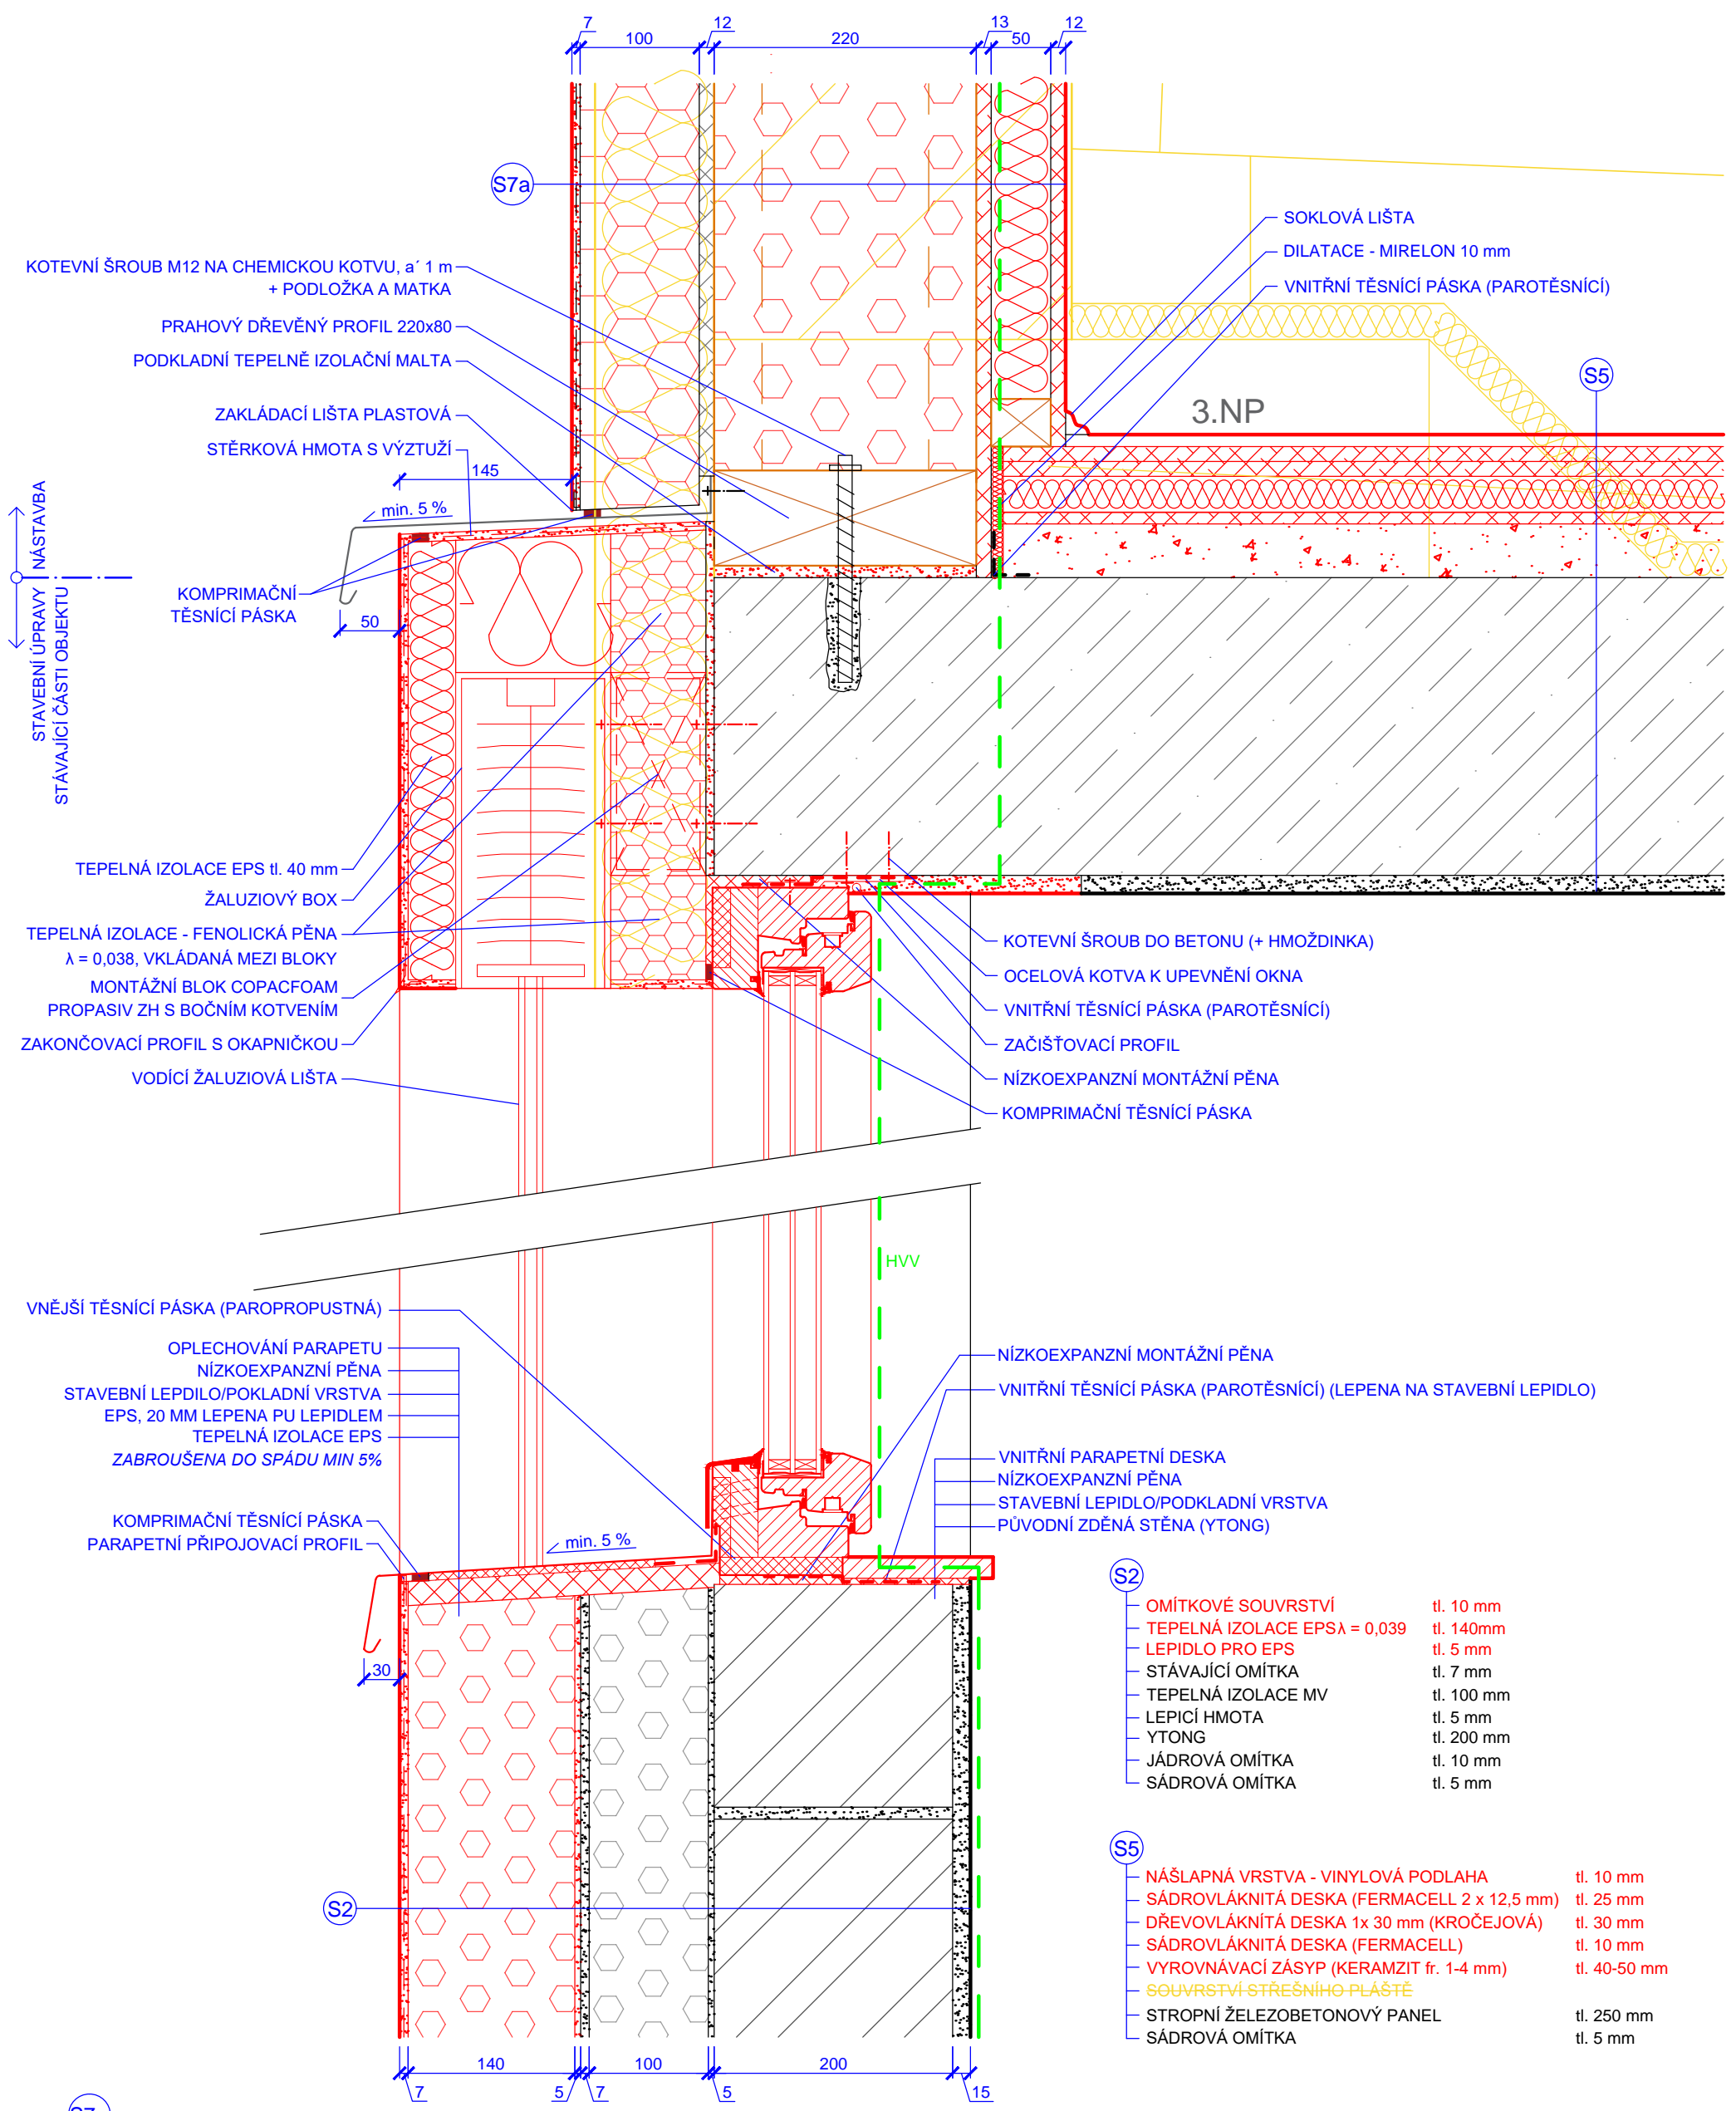 7
100
12
220
13
50
12
S7a
SOKLOVÁ LIŠTA
DILATACE - MIRELON 10 mm
VNITŘNÍ TĚSNÍCÍ PÁSKA (PAROTĚSNÍCÍ)
KOTEVNÍ ŠROUB M12 NA CHEMICKOU KOTVU, a´ 1 m
+ PODLOŽKA A MATKA
PRAHOVÝ DŘEVĚNÝ PROFIL 220x80
PODKLADNÍ TEPELNĚ IZOLAČNÍ MALTA
ZAKLÁDACÍ LIŠTA PLASTOVÁ
STĚRKOVÁ HMOTA S VÝZTUŽÍ
S5
3.NP
145
min. 5 %
NÁSTAVBA
STAVEBNÍ ÚPRAVY
STÁVAJÍCÍ ČÁSTI OBJEKTU
KOMPRIMAČNÍ
TĚSNÍCÍ PÁSKA
50
TEPELNÁ IZOLACE EPS tl. 40 mm
ŽALUZIOVÝ BOX
TEPELNÁ IZOLACE - FENOLICKÁ PĚNA
λ = 0,038, VKLÁDANÁ MEZI BLOKY
MONTÁŽNÍ BLOK COPACFOAM
PROPASIV ZH S BOČNÍM KOTVENÍM
ZAKONČOVACÍ PROFIL S OKAPNIČKOU
VODÍCÍ ŽALUZIOVÁ LIŠTA
KOTEVNÍ ŠROUB DO BETONU (+ HMOŽDINKA)
OCELOVÁ KOTVA K UPEVNĚNÍ OKNA
VNITŘNÍ TĚSNÍCÍ PÁSKA (PAROTĚSNÍCÍ)
ZAČIŠŤOVACÍ PROFIL
NÍZKOEXPANZNÍ MONTÁŽNÍ PĚNA
KOMPRIMAČNÍ TĚSNÍCÍ PÁSKA
HVV
VNĚJŠÍ TĚSNÍCÍ PÁSKA (PAROPROPUSTNÁ)
OPLECHOVÁNÍ PARAPETU
NÍZKOEXPANZNÍ PĚNA
STAVEBNÍ LEPDILO/POKLADNÍ VRSTVA
EPS, 20 MM LEPENA PU LEPIDLEM
TEPELNÁ IZOLACE EPS
ZABROUŠENA DO SPÁDU MIN 5%
KOMPRIMAČNÍ TĚSNÍCÍ PÁSKA
PARAPETNÍ PŘIPOJOVACÍ PROFIL
min. 5 %
NÍZKOEXPANZNÍ MONTÁŽNÍ PĚNA
VNITŘNÍ TĚSNÍCÍ PÁSKA (PAROTĚSNÍCÍ) (LEPENA NA STAVEBNÍ LEPIDLO)
VNITŘNÍ PARAPETNÍ DESKA
NÍZKOEXPANZNÍ PĚNA
STAVEBNÍ LEPIDLO/PODKLADNÍ VRSTVA
PŮVODNÍ ZDĚNÁ STĚNA (YTONG)
30
S2
OMÍTKOVÉ SOUVRSTVÍ tl. 10 mm
TEPELNÁ IZOLACE EPSλ = 0,039 tl. 140mm
LEPIDLO PRO EPS tl. 5 mm
STÁVAJÍCÍ OMÍTKA tl. 7 mm
TEPELNÁ IZOLACE MV tl. 100 mm
LEPICÍ HMOTA tl. 5 mm
YTONG tl. 200 mm
JÁDROVÁ OMÍTKA tl. 10 mm
SÁDROVÁ OMÍTKA tl. 5 mm
S5
NÁŠLAPNÁ VRSTVA - VINYLOVÁ PODLAHA tl. 10 mm
SÁDROVLÁKNITÁ DESKA (FERMACELL 2 x 12,5 mm) tl. 25 mm
DŘEVOVLÁKNÍTÁ DESKA 1x 30 mm (KROČEJOVÁ) tl. 30 mm
SÁDROVLÁKNITÁ DESKA (FERMACELL) tl. 10 mm
VYROVNÁVACÍ ZÁSYP (KERAMZIT fr. 1-4 mm) tl. 40-50 mm
SOUVRSTVÍ STŘEŠNÍHO PLÁŠTĚ
STROPNÍ ŽELEZOBETONOVÝ PANEL tl. 250 mm
SÁDROVÁ OMÍTKA tl. 5 mm
S2
140
100
200
7
5
7
5
15